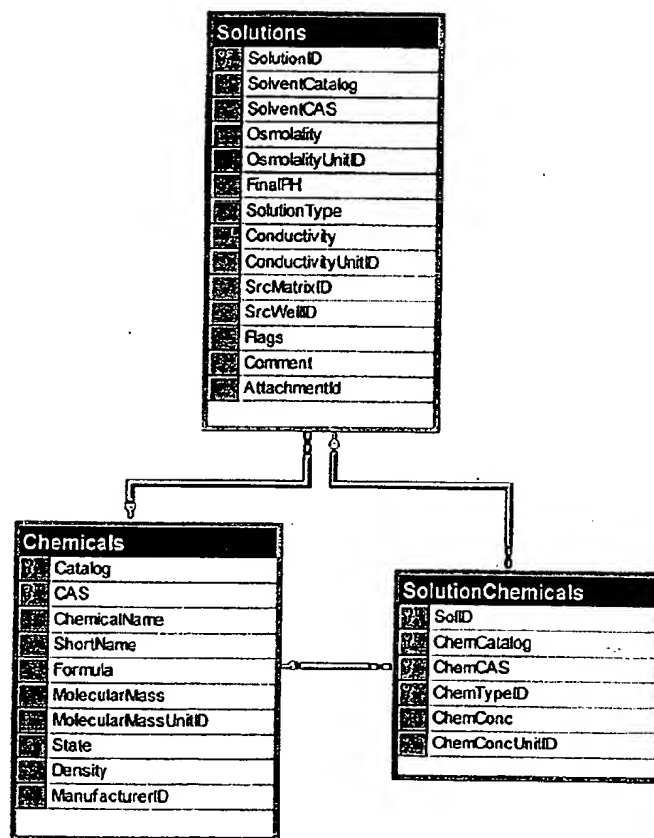 Solutions
SolutionID
SolventCatalog
SolventCAS
Osmolality
OsmolalityUnitID
FinalPH
SolutionType
Conductivity
ConductivityUnitID
SrcMatrixID
SrcWellID
Flags
Comment
AttachmentId
Chemicals
Catalog
CAS
ChemicalName
ShortName
Formula
MolecularMass
MolecularMassUnitID
State
Density
ManufacturerID
SolutionChemicals
SolID
ChemCatalog
ChemCAS
ChemTypeID
ChemConc
ChemConcUnitID